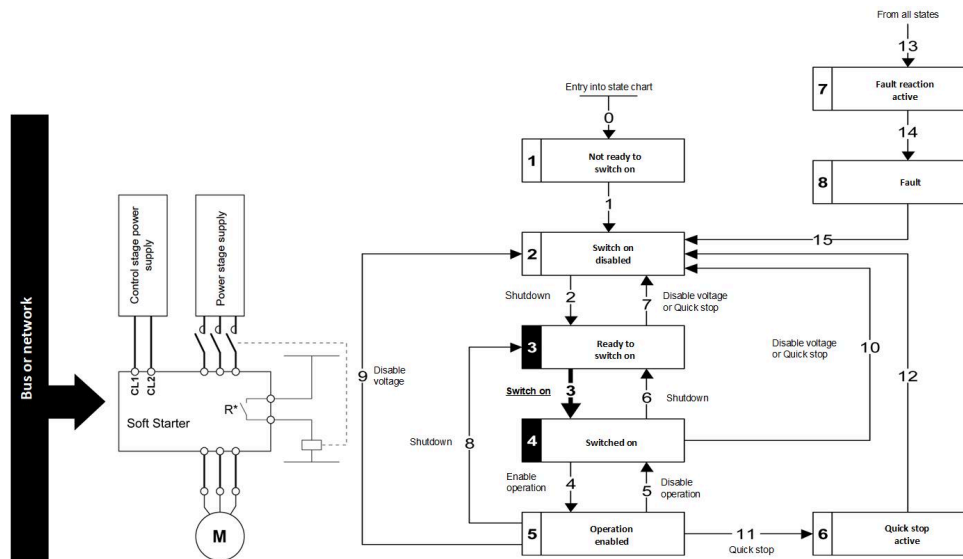 From all states
13
7
Fault reaction
active
14
8
Fault
15
Entry into state chart
0
1
Not ready to
switch on
1
2
Switch on
disabled
Shutdown
2
7
Disable voltage
or Quick stop
3
Ready to
switch on
Switch on
3
6
Shutdown
4
Switched on
Enable
operation
4
5
Disable
operation
5
Operation
enabled
11
Quick stop
6
Quick stop
active
Disable voltage
or Quick stop
10
12
9
Disable
voltage
Shutdown
8
Bus or network
Control stage power
supply
Power stage supply
CL1
CL2
R*
Soft Starter
M